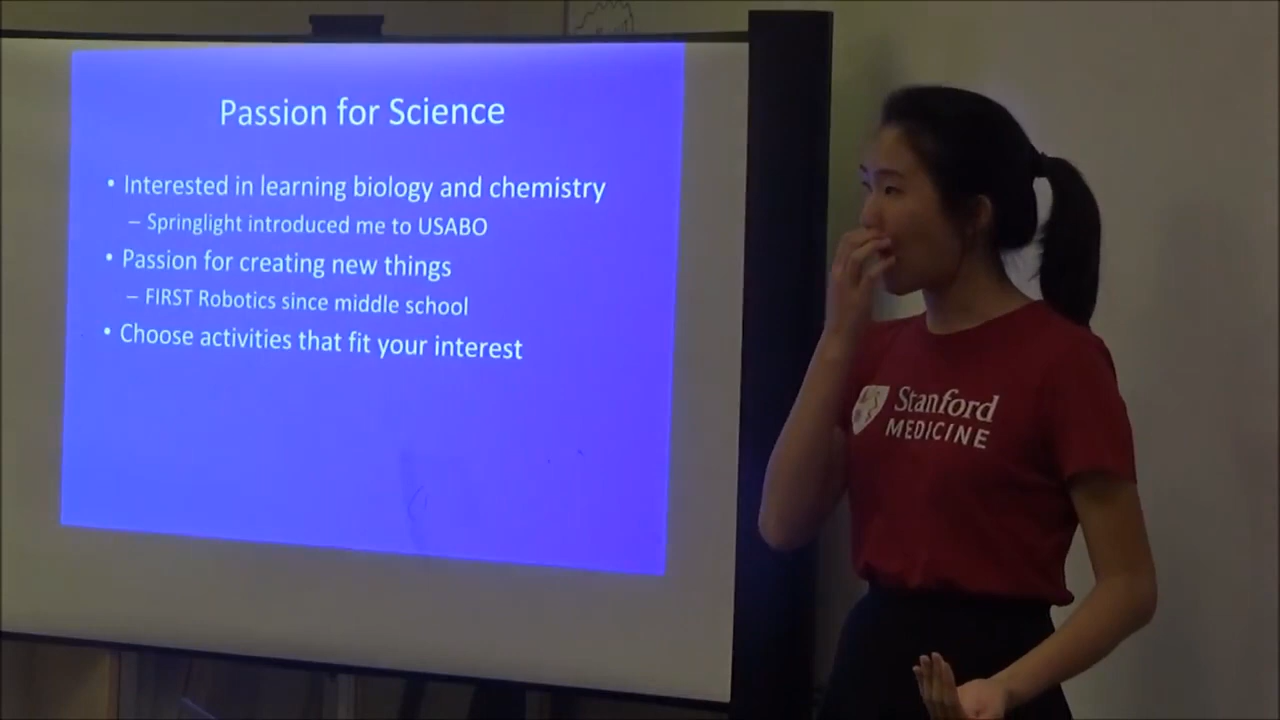 Passion for Science
• Interested in learning biology and chemistry
– Springlight introduced me to USABO
• Passion for creating new things
– FIRST Robotics since middle school
• Choose activities that fit your interest
Stanford
MEDICINE